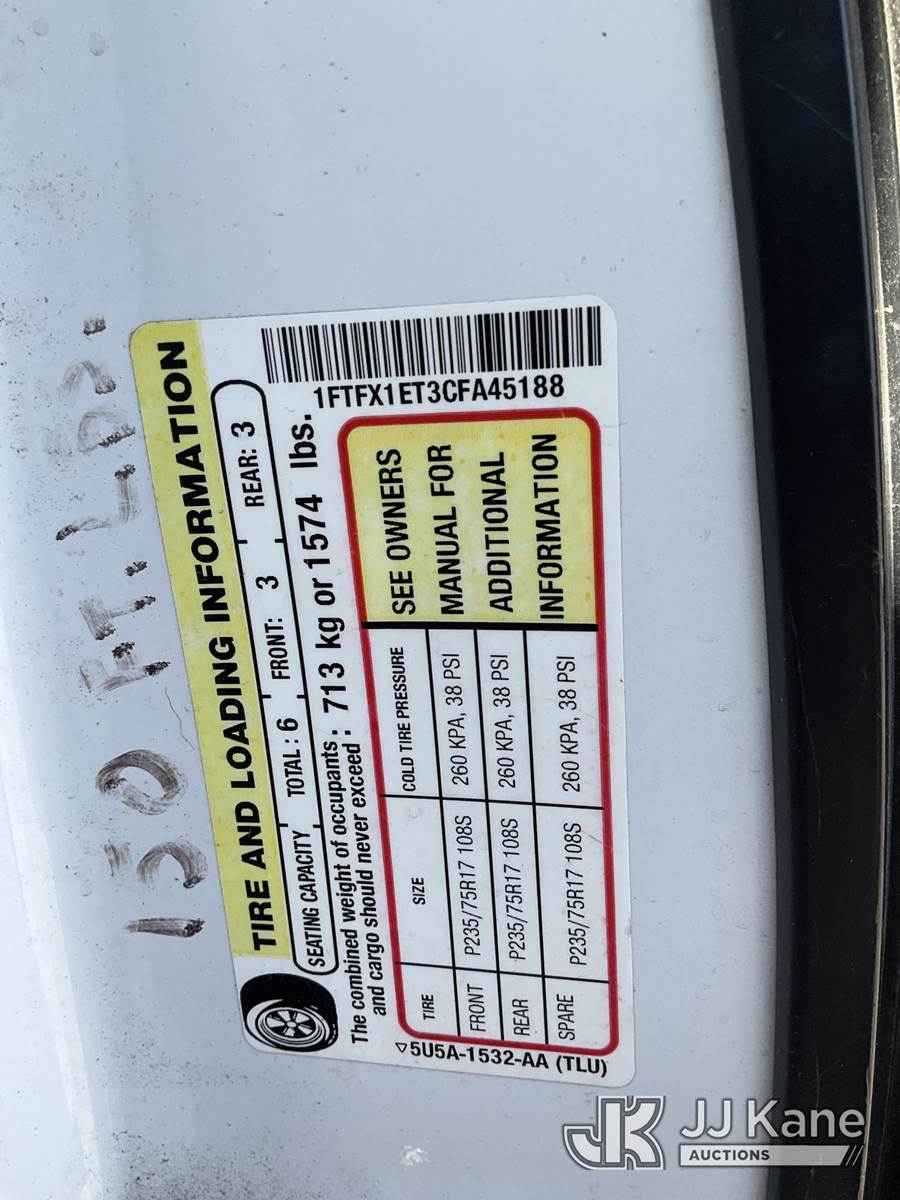 150 FT. LBS.
TIRE AND LOADING INFORMATION
SEATING CAPACITY TOTAL : 6 FRONT: 3 REAR: 3
The combined weight of occupants
and cargo should never exceed : 713 kg or 1574 lbs.
1FTFX1ET3CFA45188
TIRE SIZE COLD TIRE PRESSURE
FRONT P235/75R17 108S 260 KPA, 38 PSI
REAR P235/75R17 108S 260 KPA, 38 PSI
SPARE P235/75R17 108S 260 KPA, 38 PSI
SEE OWNERS
MANUAL FOR
ADDITIONAL
INFORMATION
5U5A-1532-AA (TLU)
JK JJ Kane
AUCTIONS